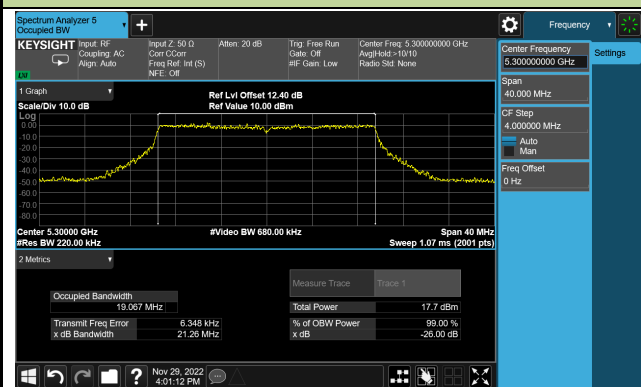 Spectrum Analyzer 5
Occupied BW
Frequency
KEYSIGHT
Input: RF
Coupling: AC
Align: Auto
Input Z: 50 Ω
Corr CCorr
Freq Ref: Int (S)
NFE: Off
Atten: 20 dB
Trig: Free Run
Gate: Off
#IF Gain: Low
Center Freq: 5.300000000 GHz
Avg|Hold:>10/10
Radio Std: None
LXI
Center Frequency
5.300000000 GHz
Settings
Span
40.000 MHz
CF Step
4.000000 MHz
Auto
Man
Freq Offset
0 Hz
1 Graph
Scale/Div 10.0 dB
Ref Lvl Offset 12.40 dB
Ref Value 10.00 dBm
Log
0.00
-10.0
-20.0
-30.0
-40.0
-50.0
-60.0
-70.0
-80.0
Center 5.30000 GHz
#Video BW 680.00 kHz
Span 40 MHz
#Res BW 220.00 kHz
Sweep 1.07 ms (2001 pts)
2 Metrics
Measure Trace
Trace 1
Occupied Bandwidth
19.067 MHz
Total Power
17.7 dBm
Transmit Freq Error
6.348 kHz
% of OBW Power
99.00 %
x dB Bandwidth
21.26 MHz
x dB
-26.00 dB
?
Nov 29, 2022
4:01:12 PM